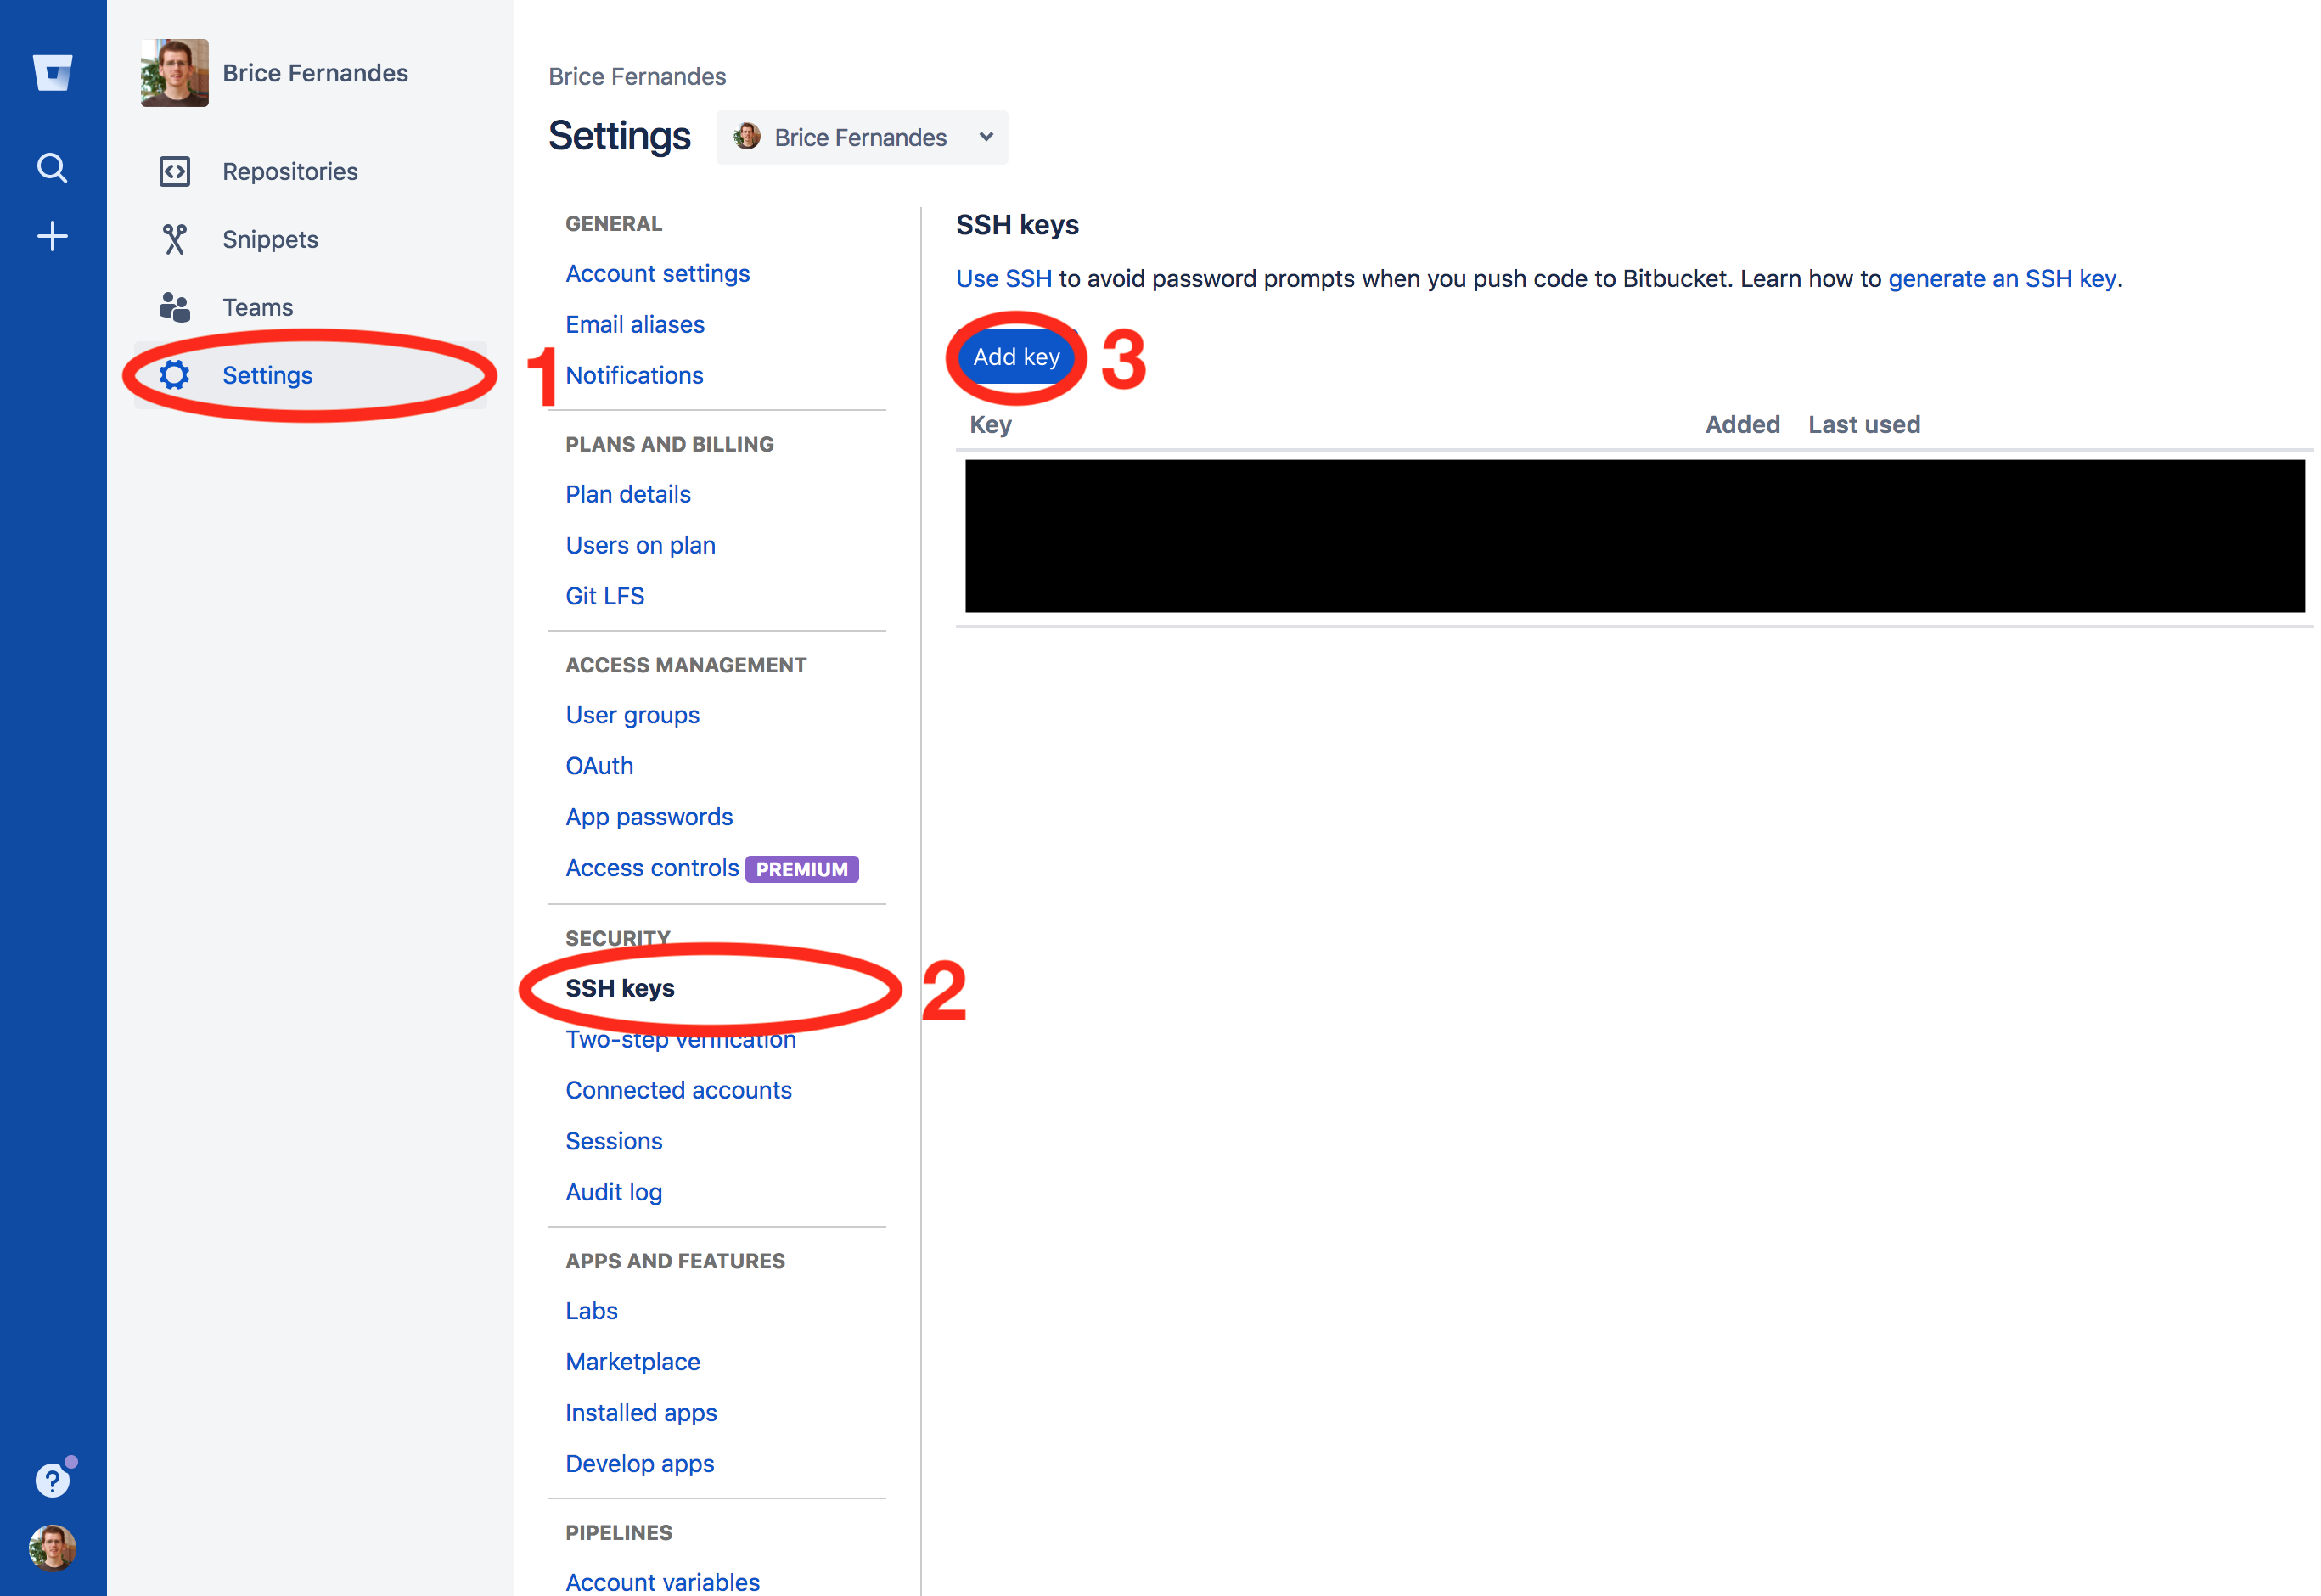 Brice Fernandes
Repositories
Snippets
Teams
Settings
1
Brice Fernandes
Settings
Brice Fernandes
GENERAL
Account settings
Email aliases
Notifications
PLANS AND BILLING
Plan details
Users on plan
Git LFS
ACCESS MANAGEMENT
User groups
OAuth
App passwords
Access controls PREMIUM
SECURITY
SSH keys
2
Two-step verification
Connected accounts
Sessions
Audit log
APPS AND FEATURES
Labs
Marketplace
Installed apps
Develop apps
PIPELINES
Account variables
SSH keys
Use SSH to avoid password prompts when you push code to Bitbucket. Learn how to generate an SSH key.
Add key
3
Key Added Last used
?